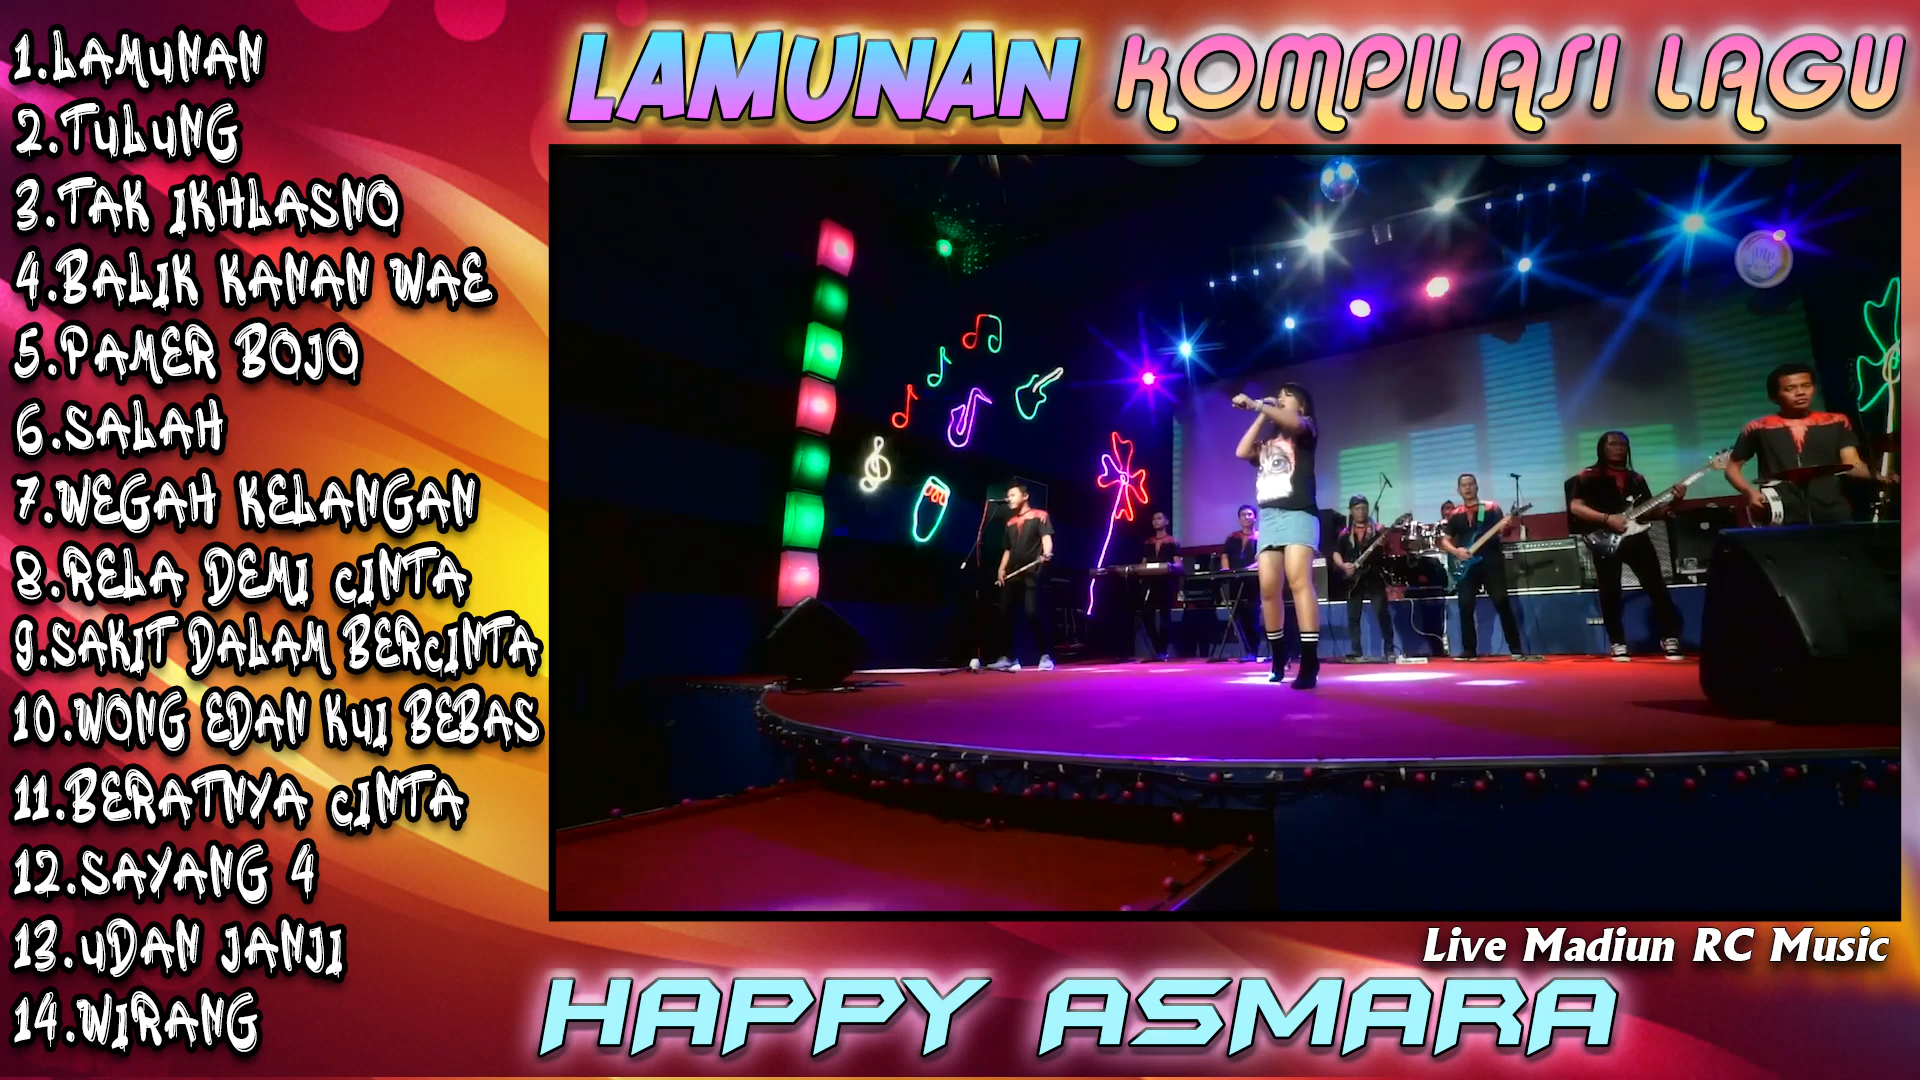 1.LAMUNAN
2.TULUNG
3.TAK IKHLASNO
4.BALIK KANAN WAE
5.PAMER BOJO
6.SALAH
7.WEGAH KELANGAN
8.RELA DEMI CINTA
9.SAKIT DALAM BERCINTA
10.WONG EDAN KUI BEBAS
11.BERATNYA CINTA
12.SAYANG 4
13.UDAN JANJI
14.WIRANG
LAMUNAN KOMPILASI LAGU
Live Madiun RC Music
HAPPY ASMARA